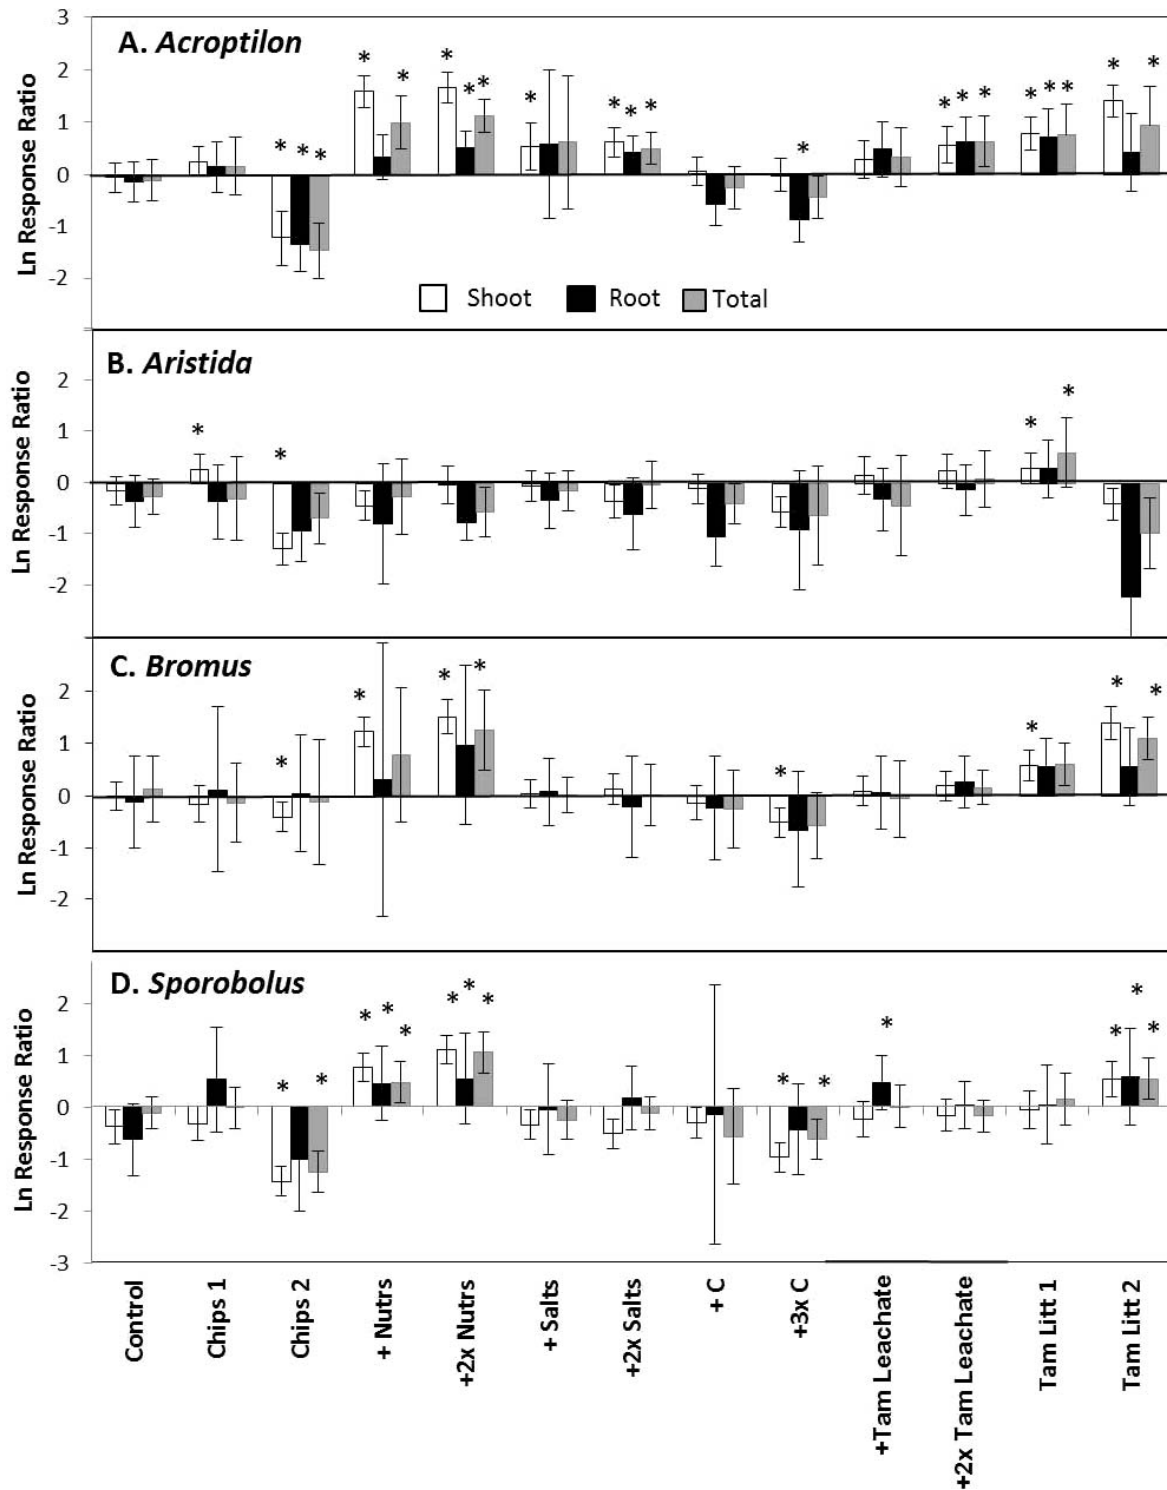 A. Acroptilon
3
2
1
0
-1
-2
Ln Response Ratio
* * * * * * * * * * * * * * * * * * * * * *
Shoot Root Total
B. Aristida
2
1
0
-1
-2
Ln Response Ratio
* * * *
C. Bromus
2
1
0
-1
-2
Ln Response Ratio
* * * * * * * *
D. Sporobolus
2
1
0
-1
-2
-3
Ln Response Ratio
* * * * * * * * * * * * * *
Control
Chips 1
Chips 2
+ Nutrs
+2x Nutrs
+ Salts
+2x Salts
+ C
+3x C
+Tam Leachate
+2x Tam Leachate
Tam Litt 1
Tam Litt 2